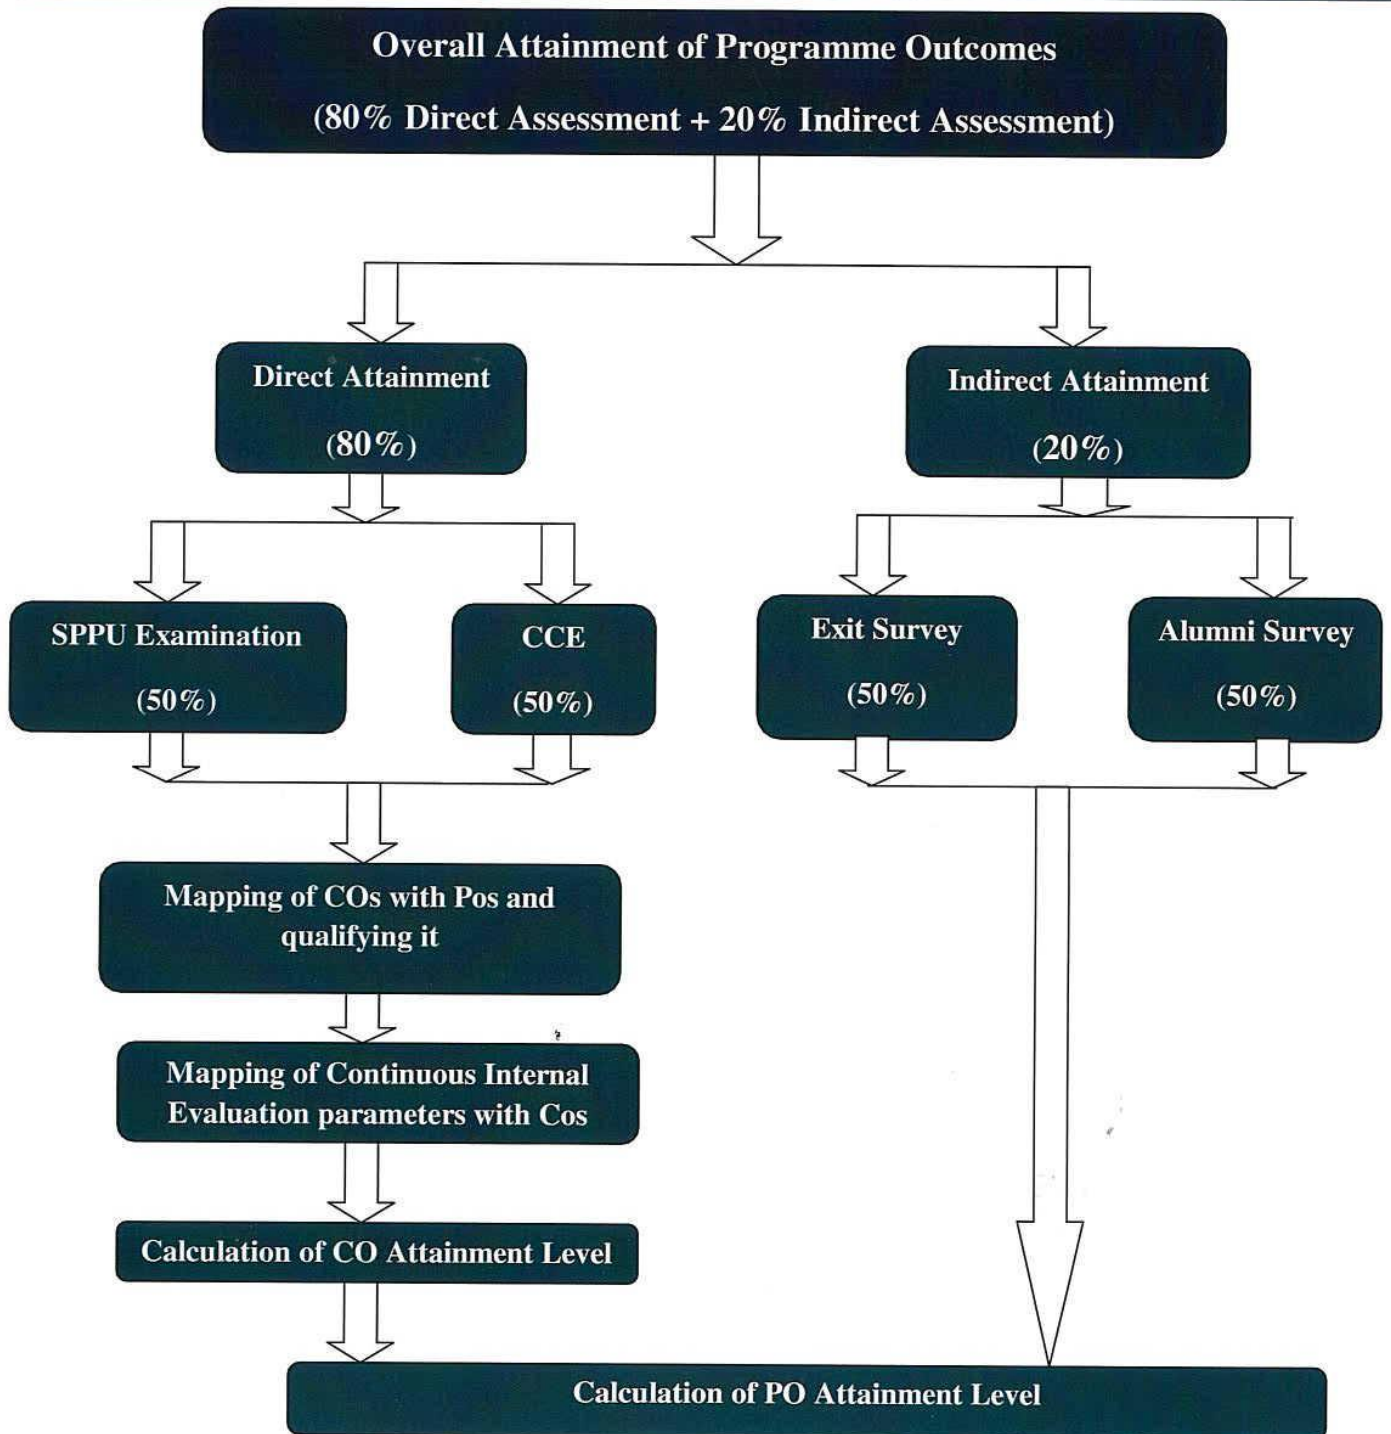 Overall Attainment of Programme Outcomes
(80% Direct Assessment + 20% Indirect Assessment)
Direct Attainment
(80%)
Indirect Attainment
(20%)
SPPU Examination
(50%)
CCE
(50%)
Exit Survey
(50%)
Alumni Survey
(50%)
Mapping of COs with Pos and
qualifying it
Mapping of Continuous Internal
Evaluation parameters with Cos
Calculation of CO Attainment Level
Calculation of PO Attainment Level